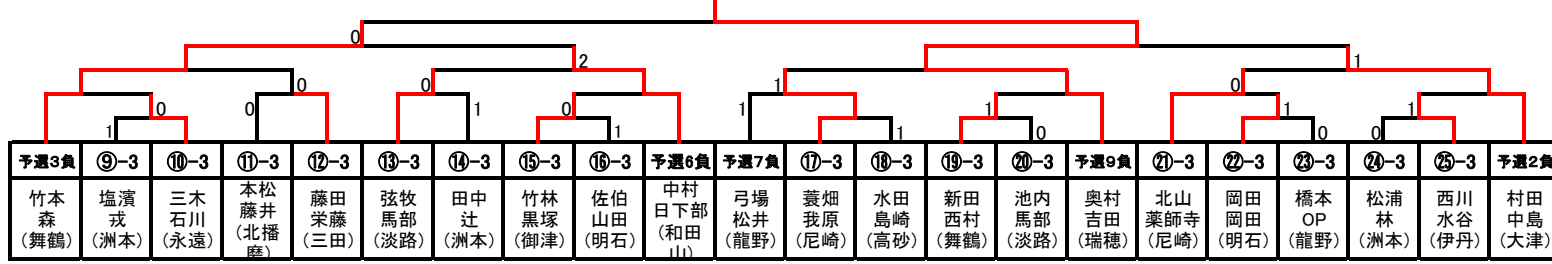 0
2
1
0
0
1
0
1
0
0
1
0
1
0
1
1
1
1
0
0
1
0
1
0
予選3負 ⑨-3 ⑩-3 ⑪-3 ⑫-3 ⑬-3 ⑭-3 ⑮-3 ⑯-3 予選6負 予選7負 ⑰-3 ⑱-3 ⑲-3 ⑳-3 予選9負 ㉑-3 ㉒-3 ㉓-3 ㉔-3 ㉕-3 予選2負
竹本
森
(舞鶴)
塩濱
戎
(洲本)
三木
石川
(永遠)
本松
藤井
(北播
磨)
藤田
栄藤
(三田)
弦牧
馬部
(淡路)
田中
辻
(洲本)
竹林
黒塚
(御津)
佐伯
山田
(明石)
中村
日下部
(和田
山)
弓場
松井
(龍野)
蓑畑
我原
(尼崎)
水田
島崎
(高砂)
新田
西村
(舞鶴)
池内
馬部
(淡路)
奥村
吉田
(瑞穂)
北山
薬師寺
(尼崎)
岡田
岡田
(明石)
橋本
OP
(龍野)
松浦
林
(洲本)
西川
水谷
(伊丹)
村田
中島
(大津)